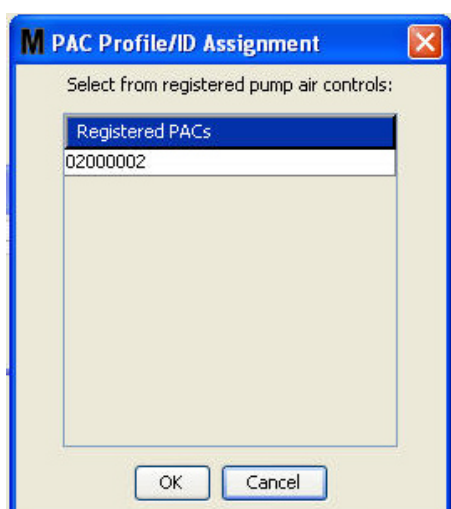 M PAC Profile/ID Assignment
Select from registered pump air controls:
Registered PACs
02000002
OK Cancel